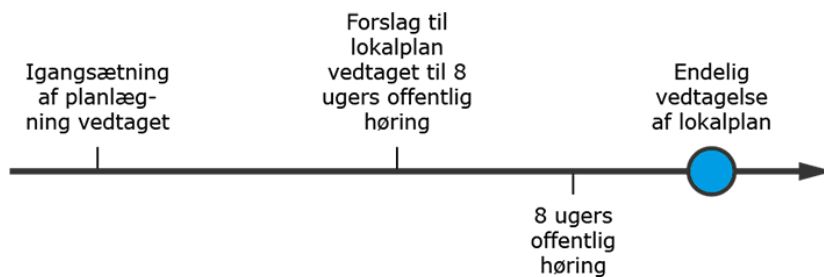 Igangsætning
af planlæg-
ning vedtaget
Forslag til
lokalplan
vedtaget til 8
ugers offentlig
høring
8 ugers
offentlig
høring
Endelig
vedtagelse
af lokalplan